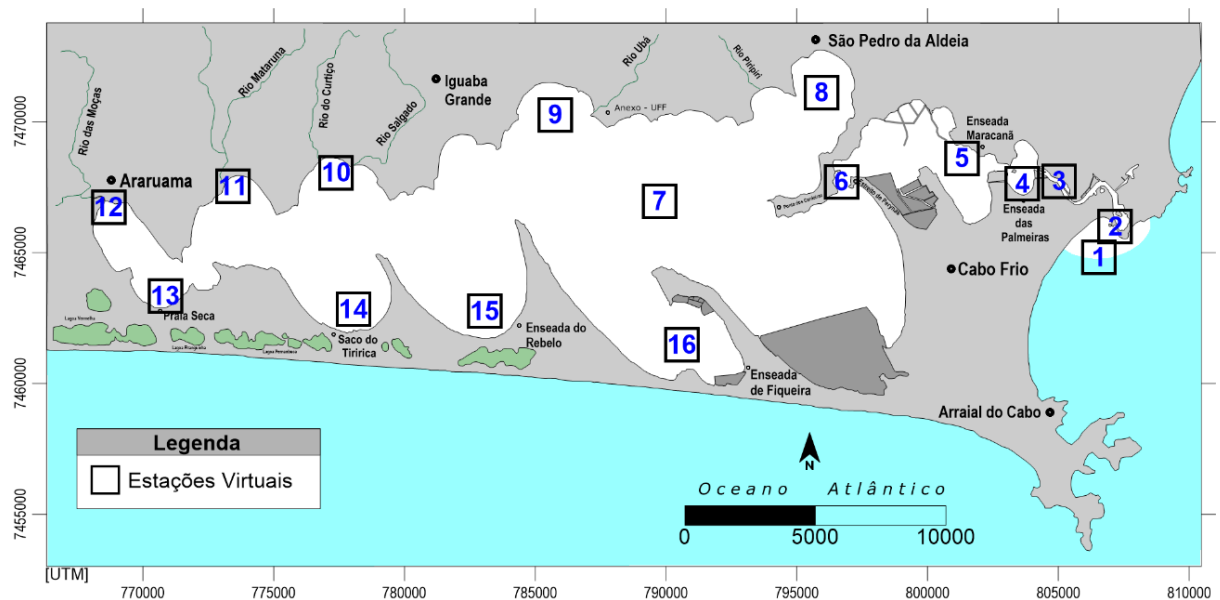 São Pedro da Aldeia
Rio Ubá
Rio Mataruna
Rio Piripiri
Rio do Curtiço
Iguaba
Grande
8
Rio das Moças
Rio Salgado
9
Anexo - UFF
7470000
Enseada
Maracanã
5
10
Araruama
11
6
4
3
12
7
Enseada
das
Palmeiras
2
1
7465000
Cabo Frio
13
Praia Seca
14
15
Enseada do
Rebelo
Saco do
Tiririca
16
Enseada
de Fiqueira
7460000
Arraial do Cabo
Legenda
Estações Virtuais
N
Oceano Atlântico
7455000
0 5000 10000
[UTM]
770000 775000 780000 785000 790000 795000 800000 805000 810000